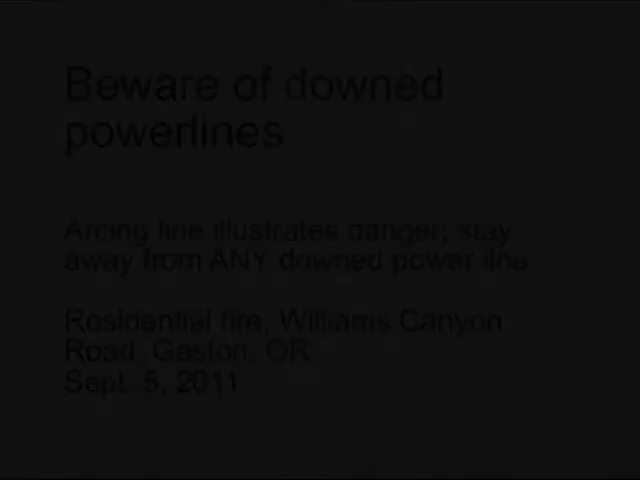 Beware of downed
powerlines
Arcing line illustrates danger; stay
away from ANY downed power line
Residential fire, Williams Canyon
Road, Gaston, OR
Sept. 5, 2011